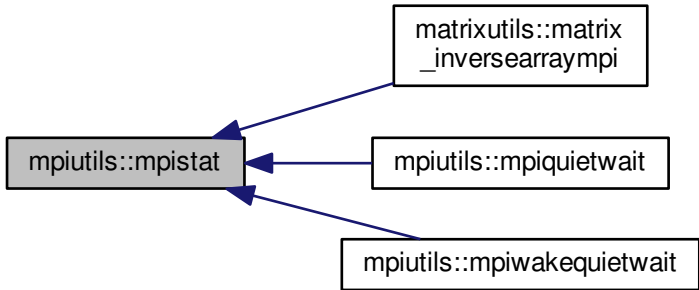 matrixutils::matrix
_inversearraympi
mpiutils::mpistat
mpiutils::mpiquietwait
mpiutils::mpiwakequietwait